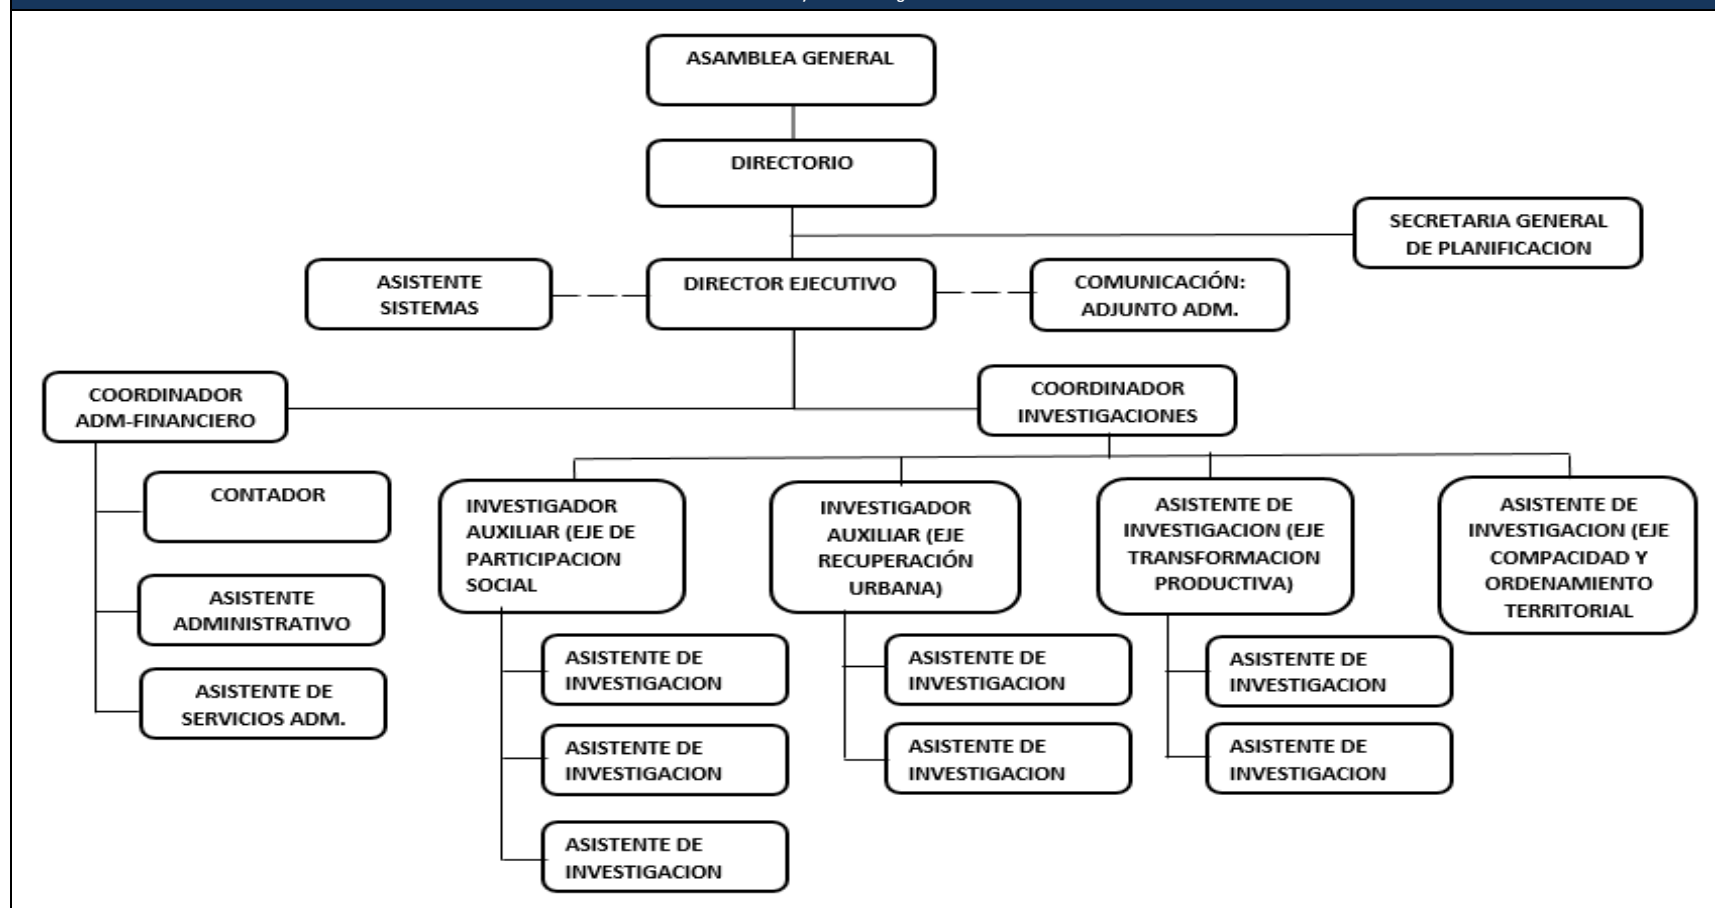 ASAMBLEA GENERAL
DIRECTORIO
SECRETARIA GENERAL
DE PLANIFICACION
ASISTENTE
SISTEMAS
DIRECTOR EJECUTIVO
COMUNICACIÓN:
ADJUNTO ADM.
COORDINADOR
ADM-FINANCIERO
COORDINADOR
INVESTIGACIONES
CONTADOR
ASISTENTE
ADMINISTRATIVO
ASISTENTE DE
SERVICIOS ADM.
INVESTIGADOR
AUXILIAR (EJE DE
PARTICIPACION
SOCIAL
ASISTENTE DE
INVESTIGACION
ASISTENTE DE
INVESTIGACION
ASISTENTE DE
INVESTIGACION
INVESTIGADOR
AUXILIAR (EJE
RECUPERACIÓN
URBANA)
ASISTENTE DE
INVESTIGACION
ASISTENTE DE
INVESTIGACION
ASISTENTE DE
INVESTIGACION (EJE
TRANSFORMACION
PRODUCTIVA)
ASISTENTE DE
INVESTIGACION
ASISTENTE DE
INVESTIGACION
ASISTENTE DE
INVESTIGACION (EJE
COMPACIDAD Y
ORDENAMIENTO
TERRITORIAL